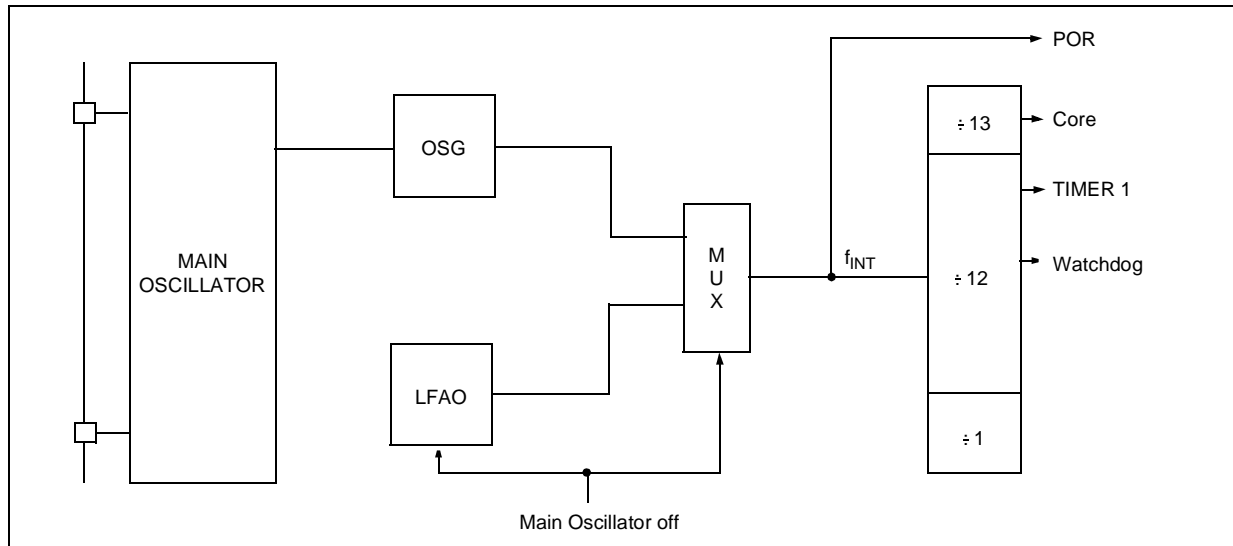 POR
÷ 13
Core
OSG
TIMER 1
MAIN
OSCILLATOR
M
U
X
fINT
÷ 12
Watchdog
LFAO
÷ 1
Main Oscillator off